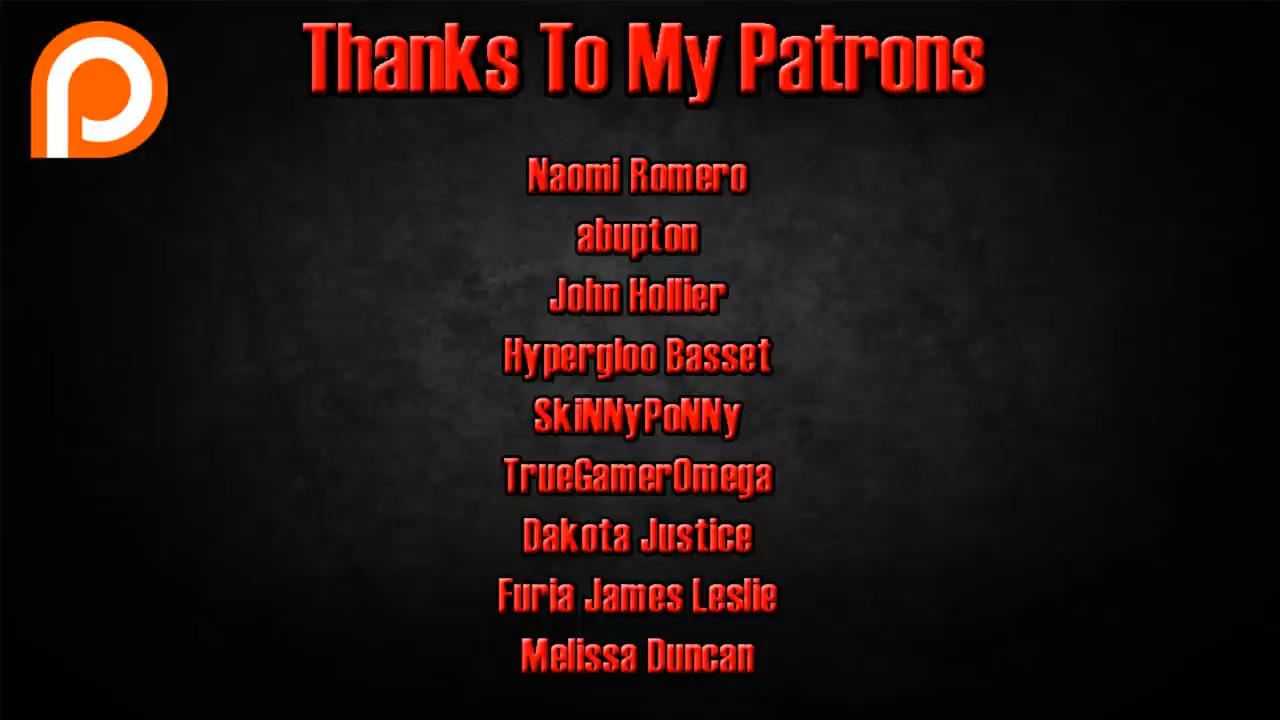 Thanks To My Patrons
Naomi Romero
abupton
John Hollier
Hypergloo Basset
SkiNNyPoNNy
TrueGamerOmega
Dakota Justice
Furia James Leslie
Melissa Duncan